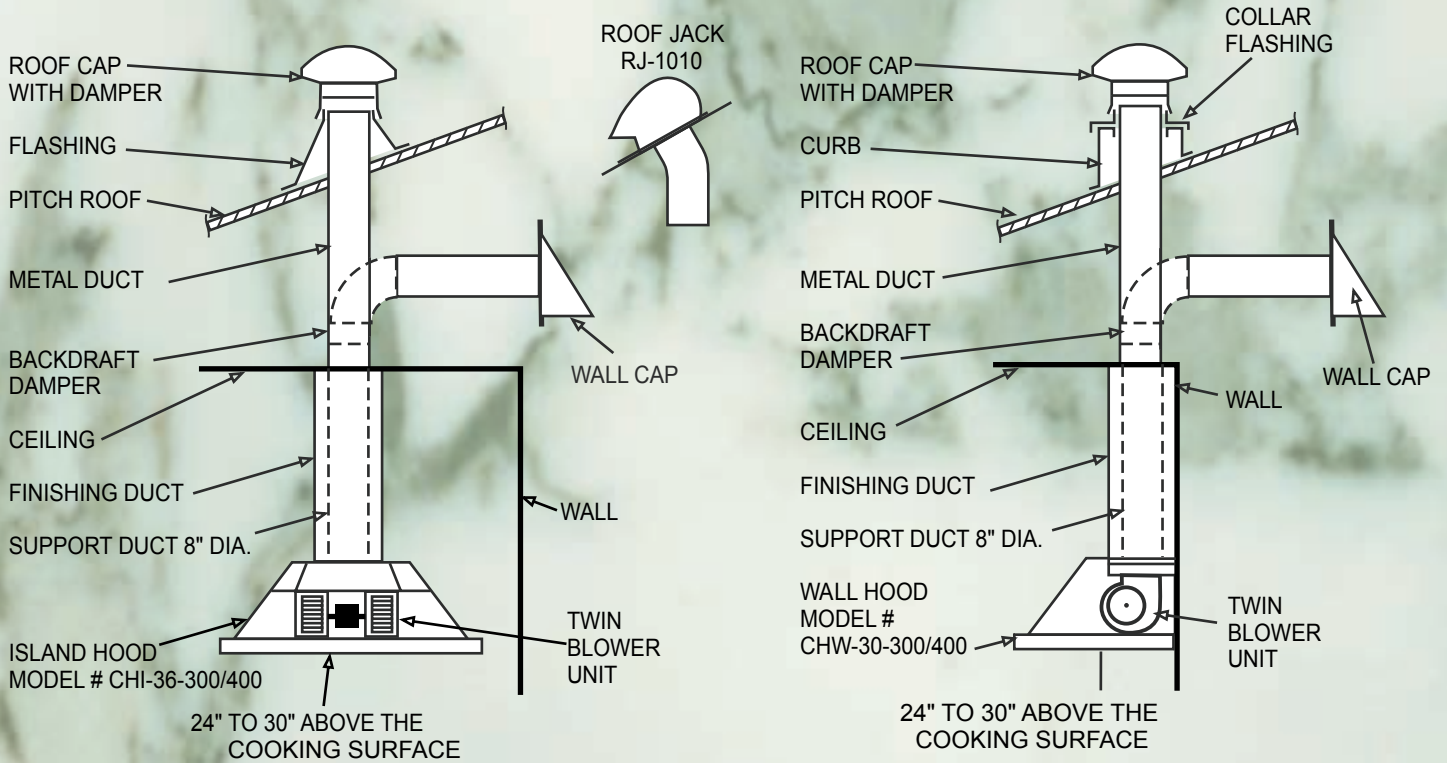 ROOF CAP
WITH DAMPER
FLASHING
PITCH ROOF
METAL DUCT
BACKDRAFT
DAMPER
CEILING
FINISHING DUCT
SUPPORT DUCT 8" DIA.
ISLAND HOOD
MODEL # CHI-36-300/400
24" TO 30" ABOVE THE
COOKING SURFACE
TWIN
BLOWER
UNIT
WALL
WALL CAP
ROOF JACK
RJ-1010
ROOF CAP
WITH DAMPER
COLLAR
FLASHING
CURB
PITCH ROOF
METAL DUCT
BACKDRAFT
DAMPER
WALL CAP
WALL
CEILING
FINISHING DUCT
SUPPORT DUCT 8" DIA.
WALL HOOD
MODEL #
CHW-30-300/400
TWIN
BLOWER
UNIT
24" TO 30" ABOVE THE
COOKING SURFACE